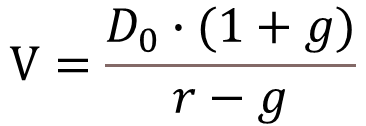 V = D₀ · (1 + g) / r − g